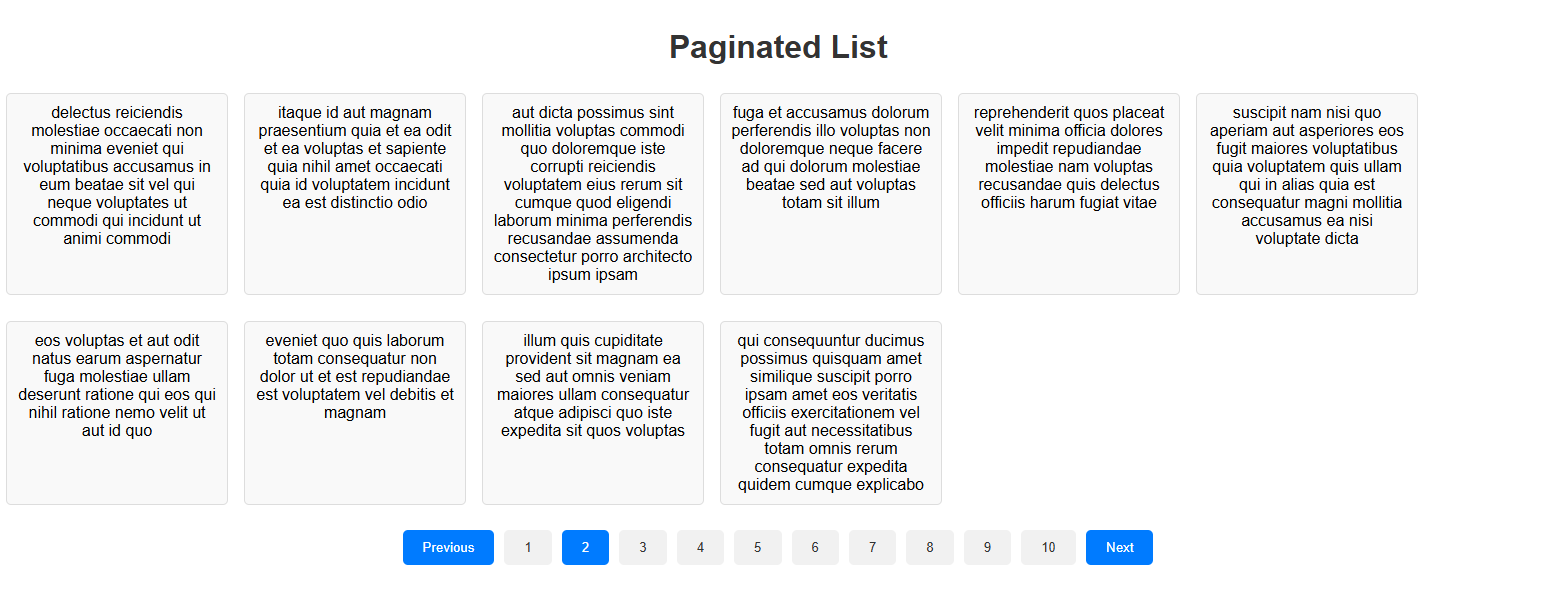 Paginated List
delectus reiciendis
molestiae occaecati non
minima eveniet qui
voluptatibus accusamus in
eum beatae sit vel qui
neque voluptates ut
commodi qui incidunt ut
animi commodi
itaque id aut magnam
praesentium quia et ea odit
et ea voluptas et sapiente
quia nihil amet occaecati
quia id voluptatem incidunt
ea est distinctio odio
aut dicta possimus sint
mollitia voluptas commodi
quo doloremque iste
corrupti reiciendis
voluptatem eius rerum sit
cumque quod eligendi
laborum minima perferendis
recusandae assumenda
consectetur porro architecto
ipsum ipsam
fuga et accusamus dolorum
perferendis illo voluptas non
doloremque neque facere
ad qui dolorum molestiae
beatae sed aut voluptas
totam sit illum
reprehenderit quos placeat
velit minima officia dolores
impedit repudiandae
molestiae nam voluptas
recusandae quis delectus
officiis harum fugiat vitae
suscipit nam nisi quo
aperiam aut asperiores eos
fugit maiores voluptatibus
quia voluptatem quis ullam
qui in alias quia est
consequatur magni mollitia
accusamus ea nisi
voluptate dicta
eos voluptas et aut odit
natus earum aspernatur
fuga molestiae ullam
deserunt ratione qui eos qui
nihil ratione nemo velit ut
aut id quo
eveniet quo quis laborum
totam consequatur non
dolor ut et est repudiandae
est voluptatem vel debitis et
magnam
illum quis cupiditate
provident sit magnam ea
sed aut omnis veniam
maiores ullam consequatur
atque adipisci quo iste
expedita sit quos voluptas
qui consequuntur ducimus
possimus quisquam amet
similique suscipit porro
ipsam amet eos veritatis
officiis exercitationem vel
fugit aut necessitatibus
totam omnis rerum
consequatur expedita
quidem cumque explicabo
Previous 1 2 3 4 5 6 7 8 9 10 Next